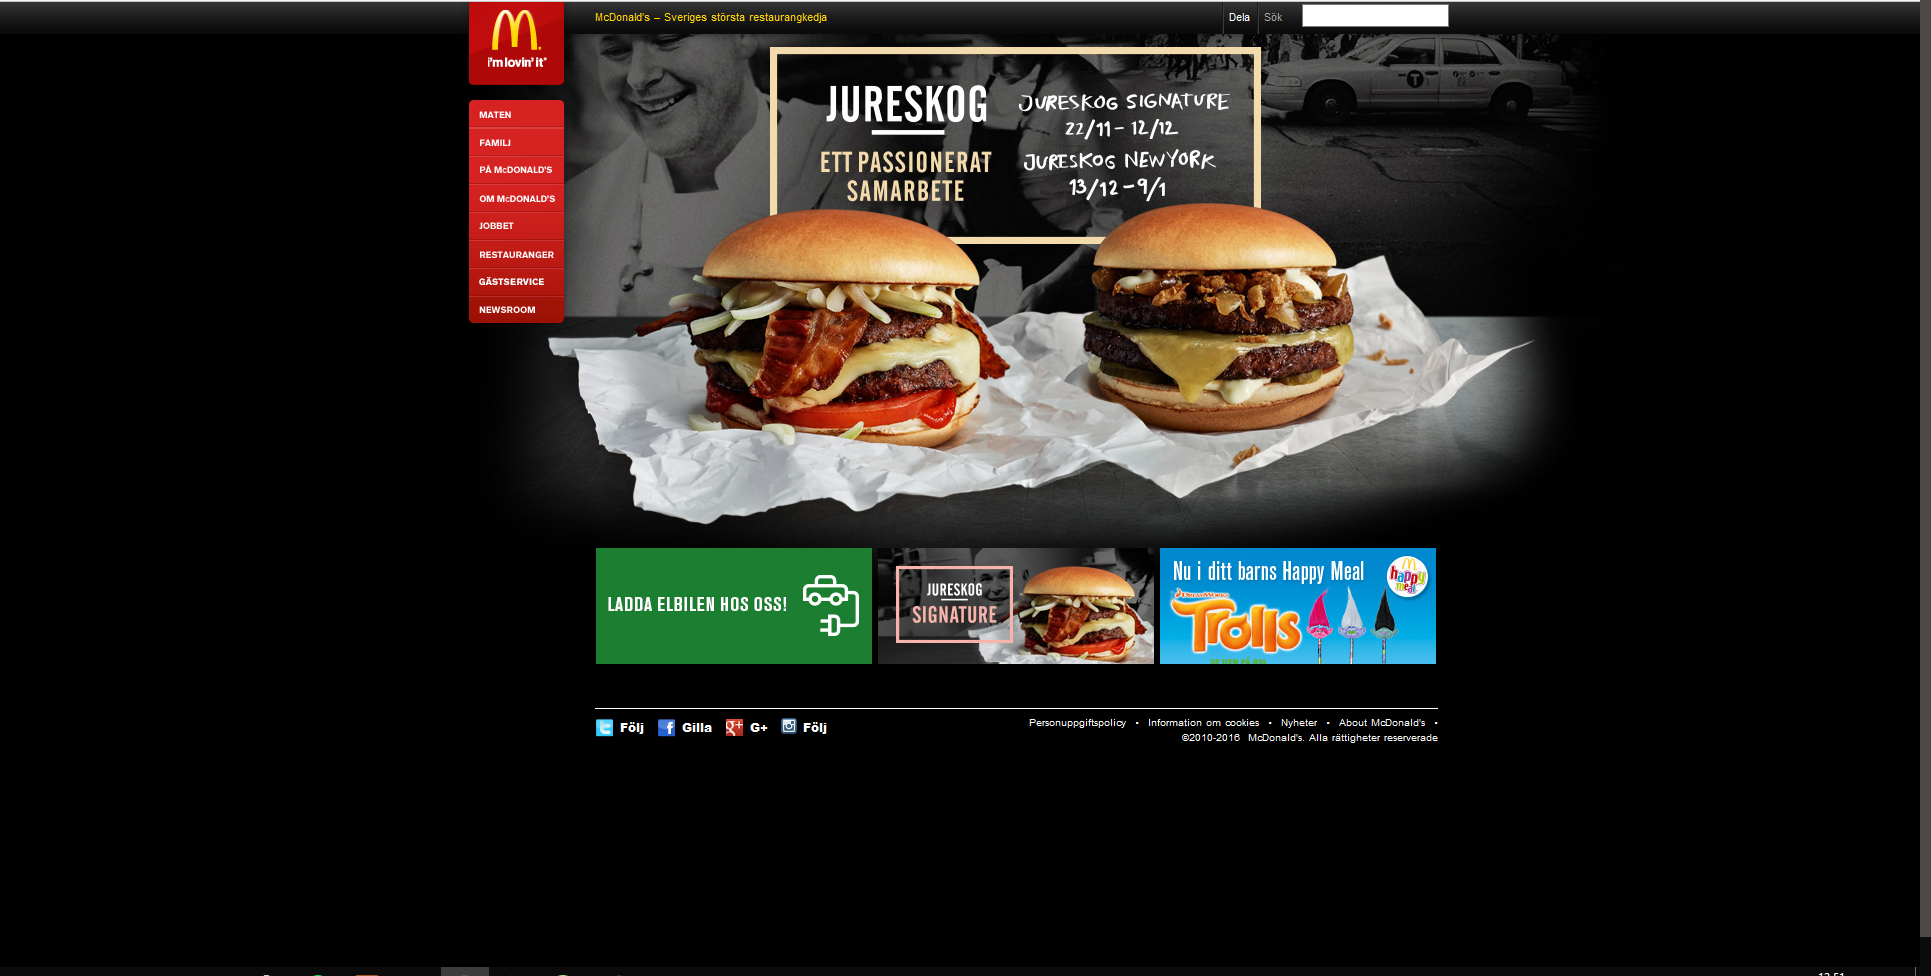 McDonald's – Sveriges största restaurangkedja
Dela
Sök
i'm lovin' it®
MATEN
FAMILJ
PÅ McDONALD'S
OM McDONALD'S
JOBBET
RESTAURANGER
GÄSTSERVICE
NEWSROOM
JURESKOG
ETT PASSIONERAT
SAMARBETE
JURESKOG SIGNATURE
22/11 – 12/12
JURESKOG NEW YORK
13/12 – 9/1
T
LADDA ELBILEN HOS OSS!
JURESKOG
SIGNATURE
Nu i ditt barns Happy Meal
happy
meal
DREAMWORKS
Trolls
Följ
Gilla
G+
Följ
Personuppgiftspolicy • Information om cookies • Nyheter • About McDonald's •
©2010-2016 McDonald's. Alla rättigheter reserverade